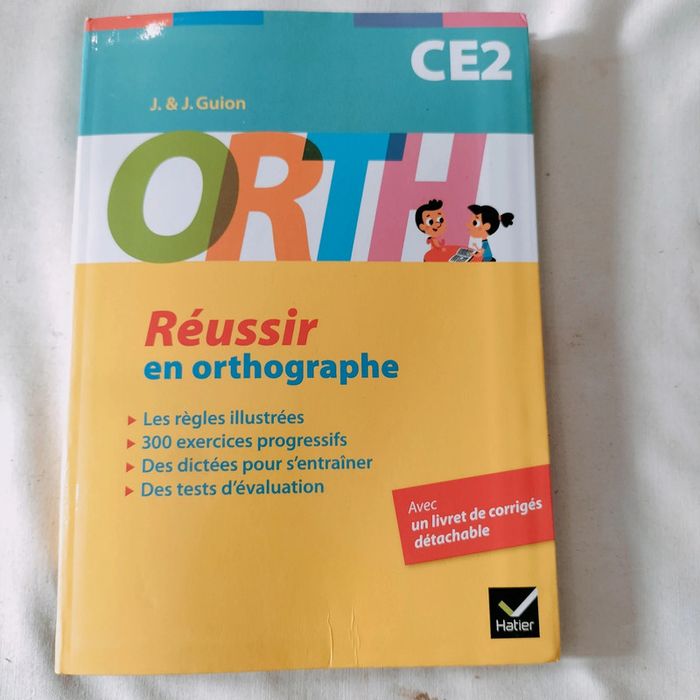 CE2
J. & J. Guion
ORTH
Réussir
en orthographe
Les règles illustrées
300 exercices progressifs
Des dictées pour s'entraîner
Des tests d'évaluation
Avec
un livret de corrigés
détachable
Hatier